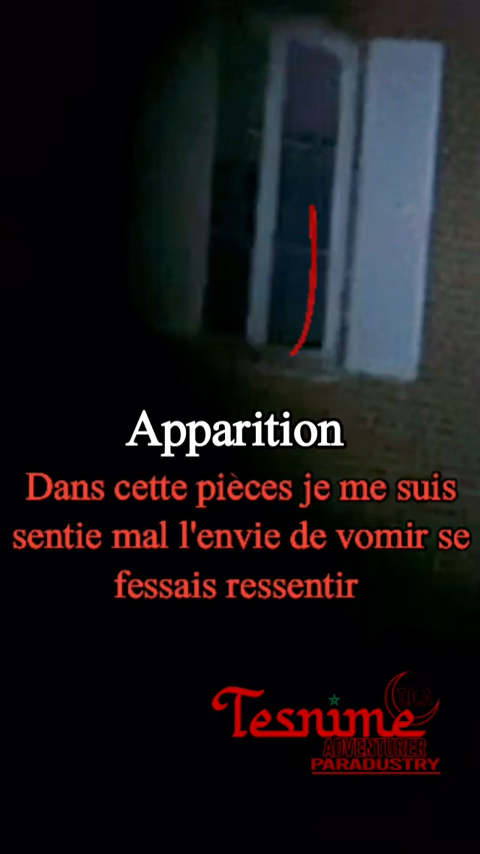 Apparition
Dans cette pièces je me suis
sentie mal l'envie de vomir se
fessais ressentir
Tesnime
ADVENTURER
PARADUSTRY